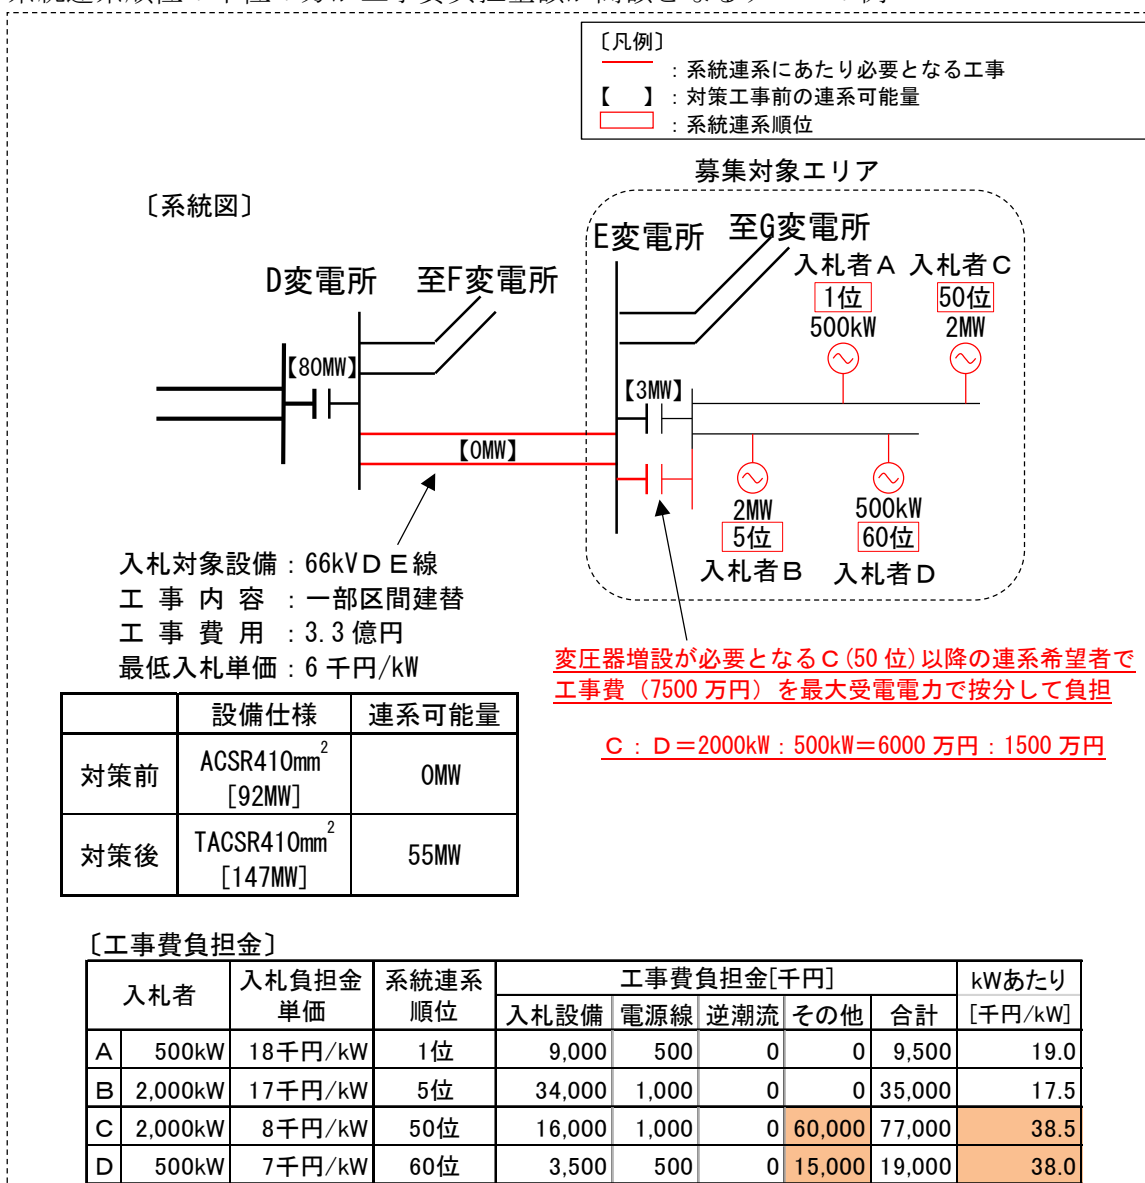 〔凡例〕
：系統連系にあたり必要となる工事
【　】：対策工事前の連系可能量
：系統連系順位
募集対象エリア
〔系統図〕
E変電所 至G変電所
D変電所 至F変電所
入札者Ａ 入札者Ｃ
1位 50位
500kW 2MW
【80MW】
【3MW】
【0MW】
2MW 500kW
5位 60位
入札者Ｂ 入札者Ｄ
入札対象設備：66kVＤＥ線
工事内容：一部区間建替
工事費用：3.3億円
最低入札単価：6千円/kW
変圧器増設が必要となるＣ(50位)以降の連系希望者で
工事費（7500万円）を最大受電電力で按分して負担
Ｃ：Ｄ＝2000kW：500kW＝6000万円：1500万円
設備仕様 連系可能量
対策前 ACSR410mm² [92MW] 0MW
対策後 TACSR410mm² [147MW] 55MW
〔工事費負担金〕
入札者 入札負担金単価 系統連系順位 工事費負担金[千円] kWあたり[千円/kW]
入札設備 電源線 逆潮流 その他 合計
Ａ 500kW 18千円/kW 1位 9,000 500 0 0 9,500 19.0
Ｂ 2,000kW 17千円/kW 5位 34,000 1,000 0 0 35,000 17.5
Ｃ 2,000kW 8千円/kW 50位 16,000 1,000 0 60,000 77,000 38.5
Ｄ 500kW 7千円/kW 60位 3,500 500 0 15,000 19,000 38.0